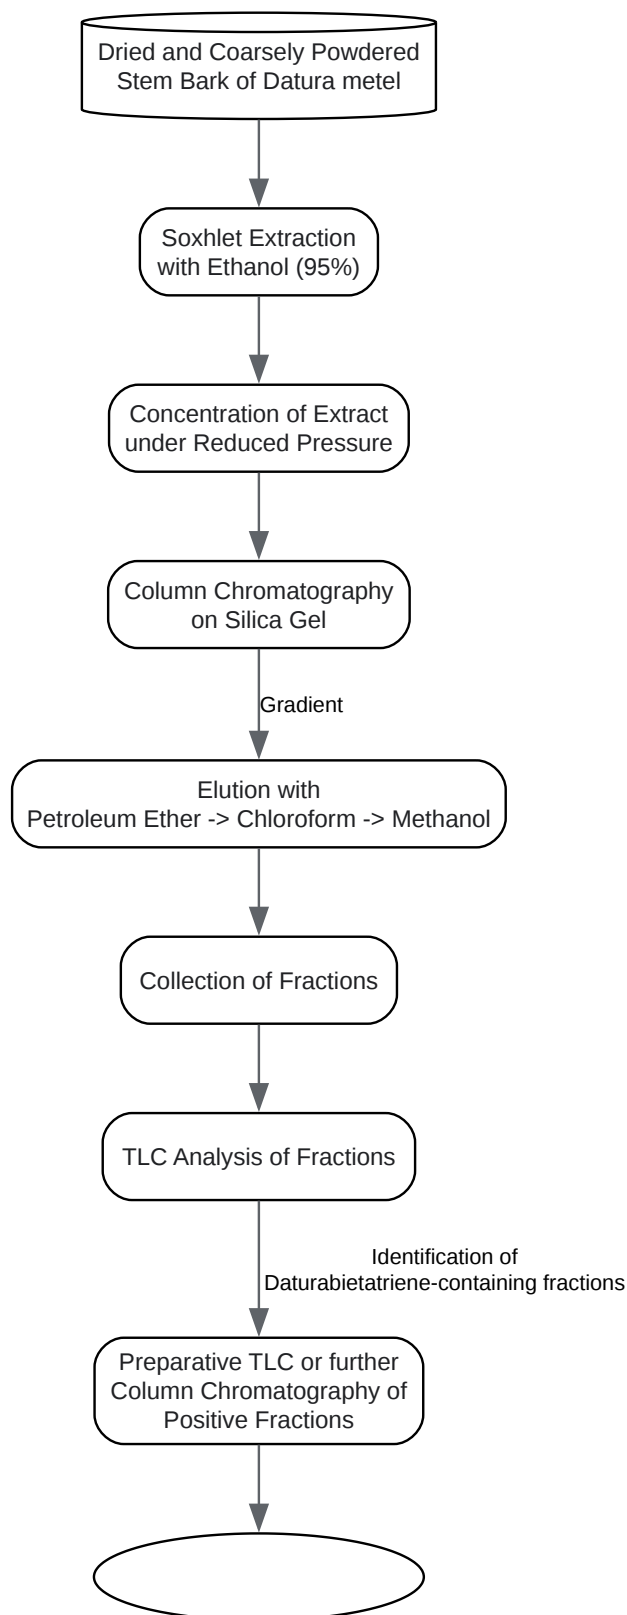 Dried and Coarsely Powdered
Stem Bark of Datura metel
Soxhlet Extraction
with Ethanol (95%)
Concentration of Extract
under Reduced Pressure
Column Chromatography
on Silica Gel
Gradient
Elution with
Petroleum Ether -> Chloroform -> Methanol
Collection of Fractions
TLC Analysis of Fractions
Identification of
Daturabietatriene-containing fractions
Preparative TLC or further
Column Chromatography of
Positive Fractions